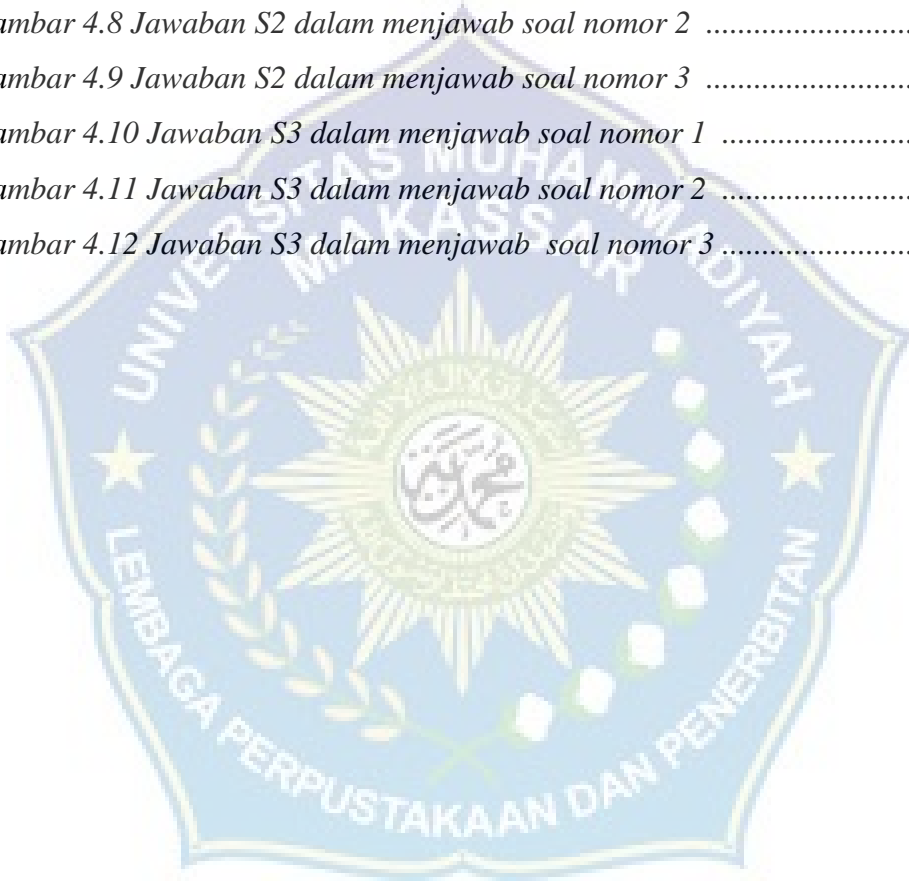 ambar 4.8 Jawaban S2 dalam menjawab soal nomor 2 ..........................
ambar 4.9 Jawaban S2 dalam menjawab soal nomor 3 ..........................
ambar 4.10 Jawaban S3 dalam menjawab soal nomor 1 ........................
ambar 4.11 Jawaban S3 dalam menjawab soal nomor 2 ........................
ambar 4.12 Jawaban S3 dalam menjawab soal nomor 3 ........................
UNIVERSITAS MUHAMMADIYAH
MAKASSAR
محمد
LEMBAGA PERPUSTAKAAN DAN PENERBITAN